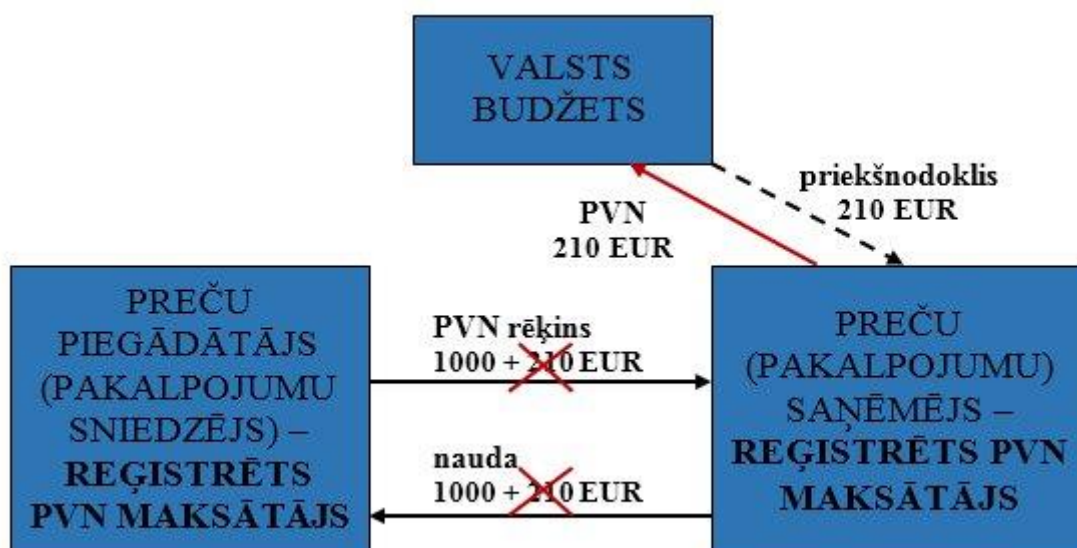 VALSTS
BUDŽETS
priekšnodoklis
210 EUR
PVN
210 EUR
PREČU
PIEGĀDĀTĀJS
(PAKALPOJUMU
SNIEDZĒJS) –
REĢISTRĒTS
PVN MAKSĀTĀJS
PVN rēķins
1000 + 210 EUR
nauda
1000 + 210 EUR
PREČU
(PAKALPOJUMU)
SAŅĒMĒJS –
REĢISTRĒTS PVN
MAKSĀTĀJS